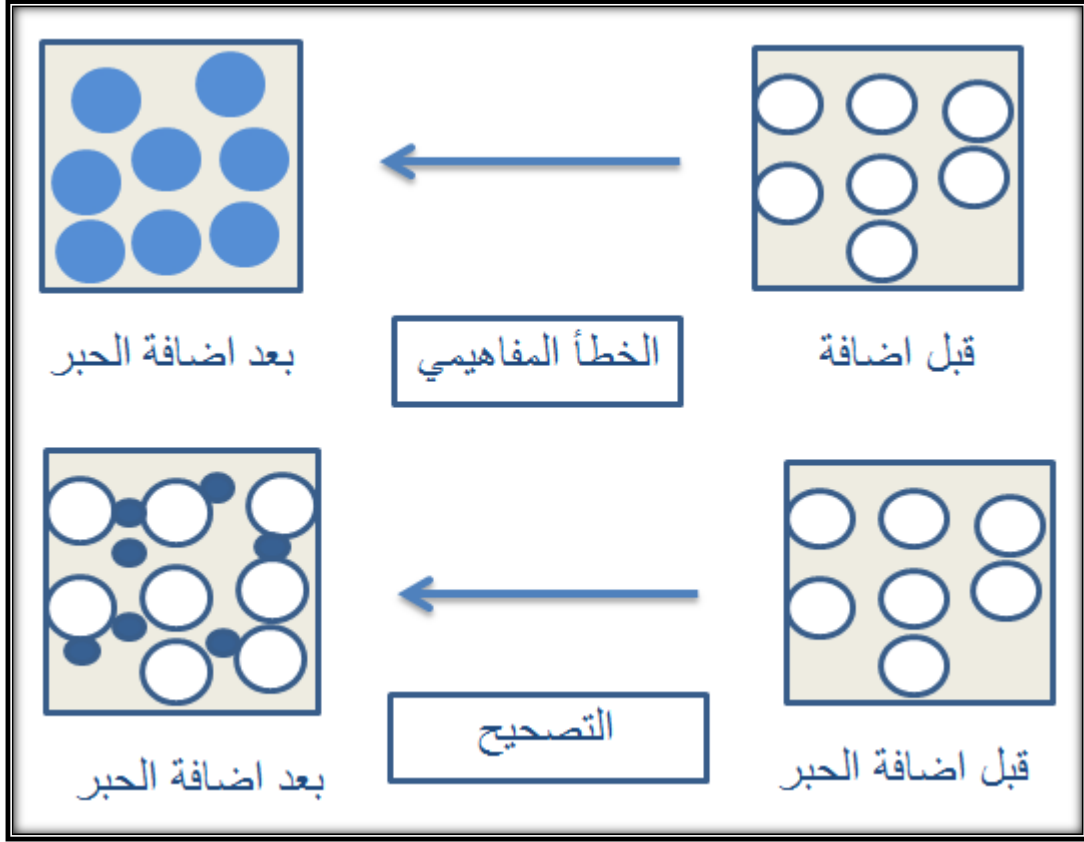 قبل اضافة
الخطأ المفاهيمي
بعد اضافة الحبر
قبل اضافة الحبر
التصحيح
بعد اضافة الحبر